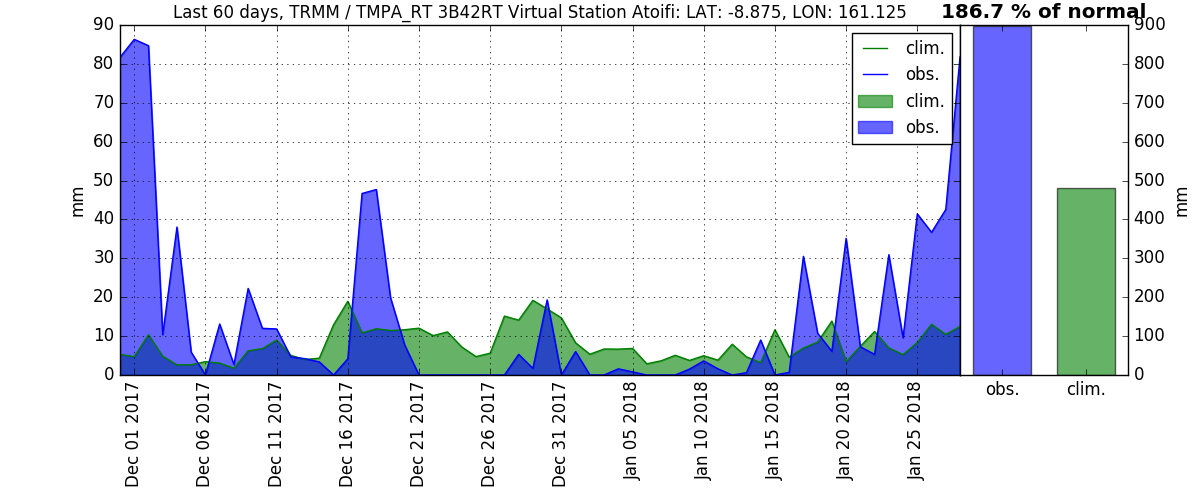 Last 60 days, TRMM / TMPA_RT 3B42RT Virtual Station Atoifi: LAT: -8.875, LON: 161.125
186.7 % of normal
90
80
70
60
50
40
30
20
10
0
mm
clim.
obs.
clim.
obs.
900
800
700
600
500
400
300
200
100
0
mm
Dec 01 2017
Dec 06 2017
Dec 11 2017
Dec 16 2017
Dec 21 2017
Dec 26 2017
Dec 31 2017
Jan 05 2018
Jan 10 2018
Jan 15 2018
Jan 20 2018
Jan 25 2018
obs.
clim.